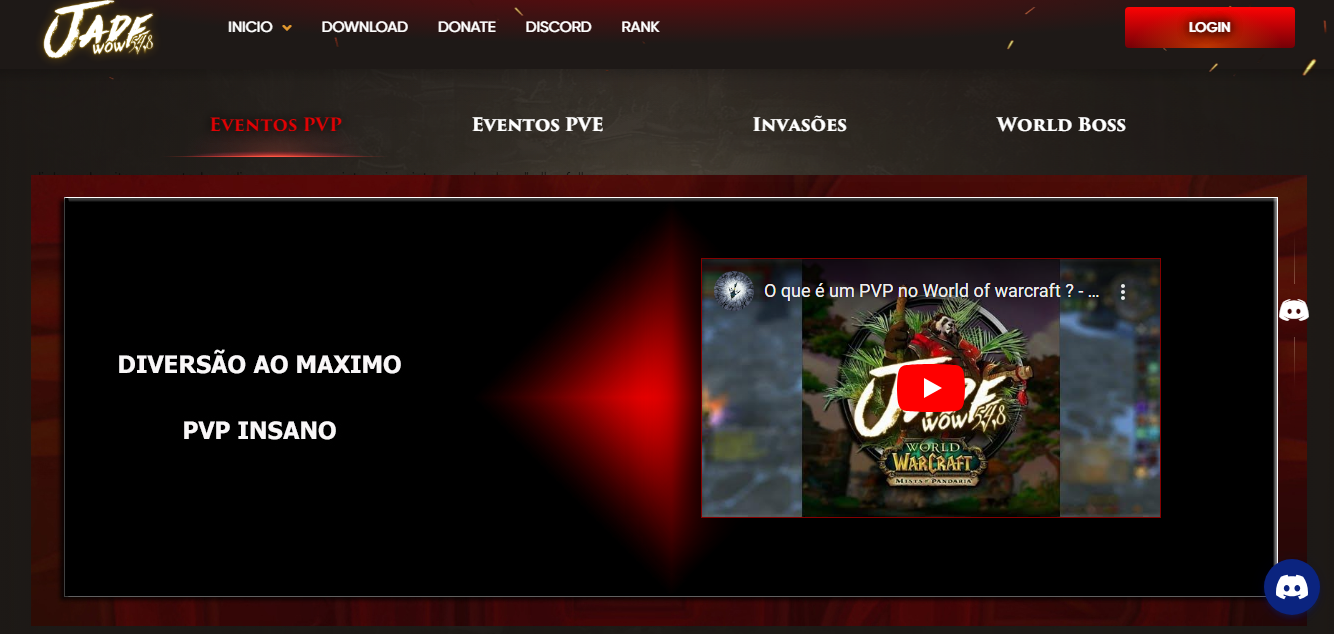 JADE
WOW 5.4.8
INICIO
DOWNLOAD
DONATE
DISCORD
RANK
LOGIN
Eventos PVP
Eventos PVE
Invasões
World Boss
DIVERSÃO AO MAXIMO
PVP INSANO
O que é um PVP no World of warcraft ? - ...
JADE
WOW 5.4.8
WORLD
WARCRAFT
MISTS of PANDARIA